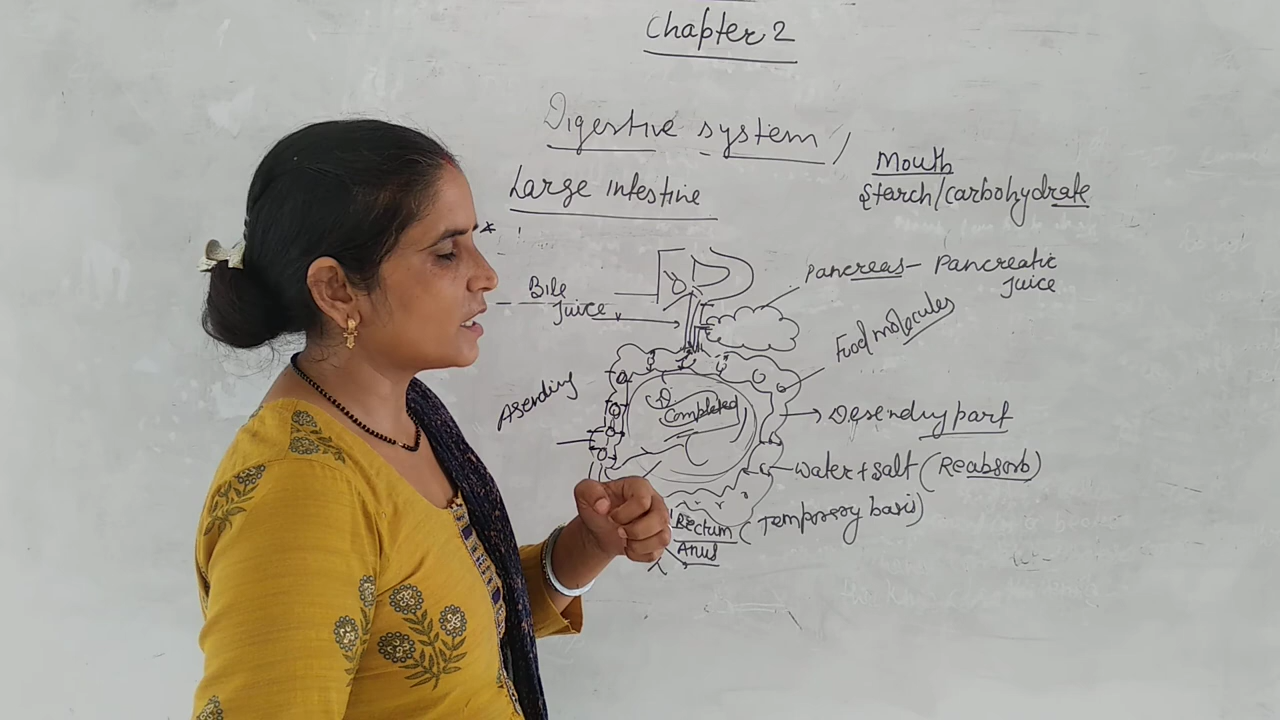 Chapter 2
Digestive system
Large intestine
Mouth
Starch/carbohydrate
Bile
Juice
Pancreas - Pancreatic
Juice
Food molecules
Asending
D.
Completed
Desending part
Water + salt (Reabsorb)
Rectum (Temporary basis)
Anus